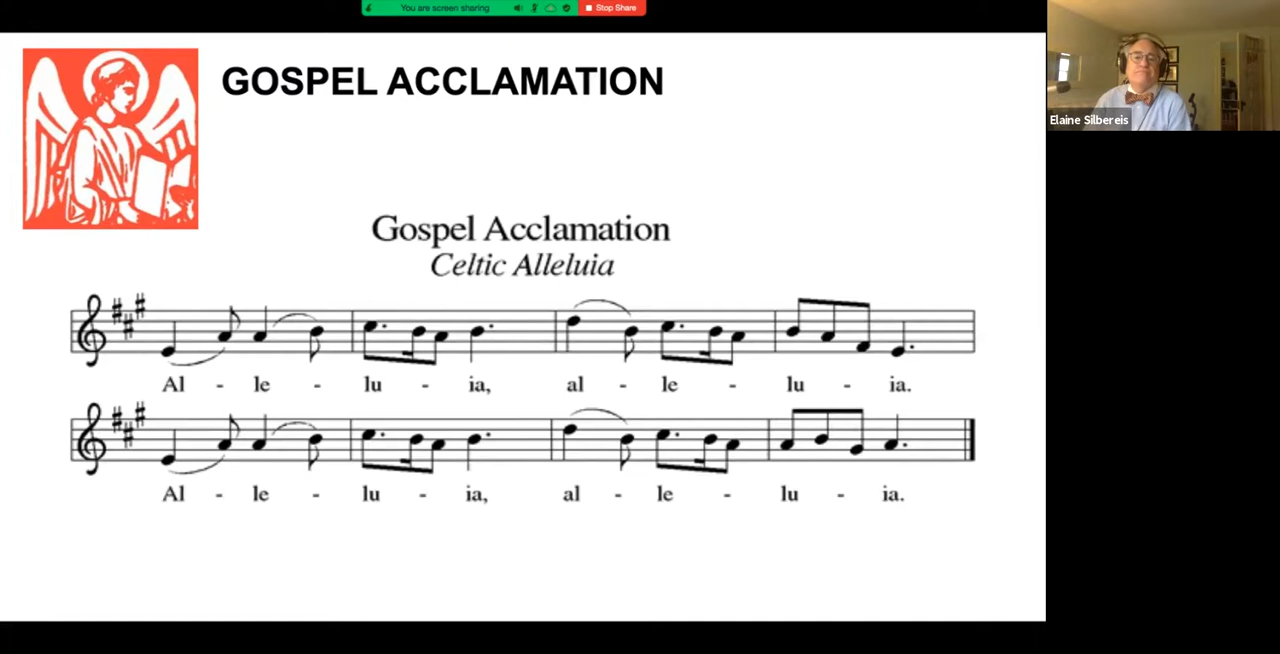 You are screen sharing
Stop Share
GOSPEL ACCLAMATION
Elaine Silbereis
Gospel Acclamation
Celtic Alleluia
Al - le - lu - ia, al - le - lu - ia.
Al - le - lu - ia, al - le - lu - ia.